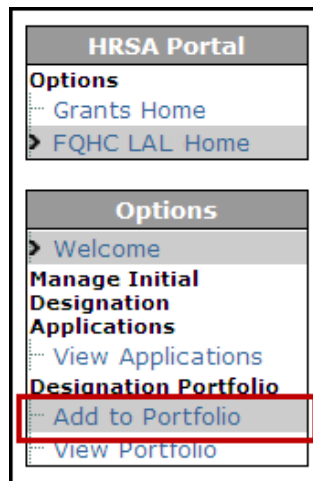 HRSA Portal
Options
Grants Home
FQHC LAL Home
Options
Welcome
Manage Initial
Designation
Applications
View Applications
Designation Portfolio
Add to Portfolio
View Portfolio